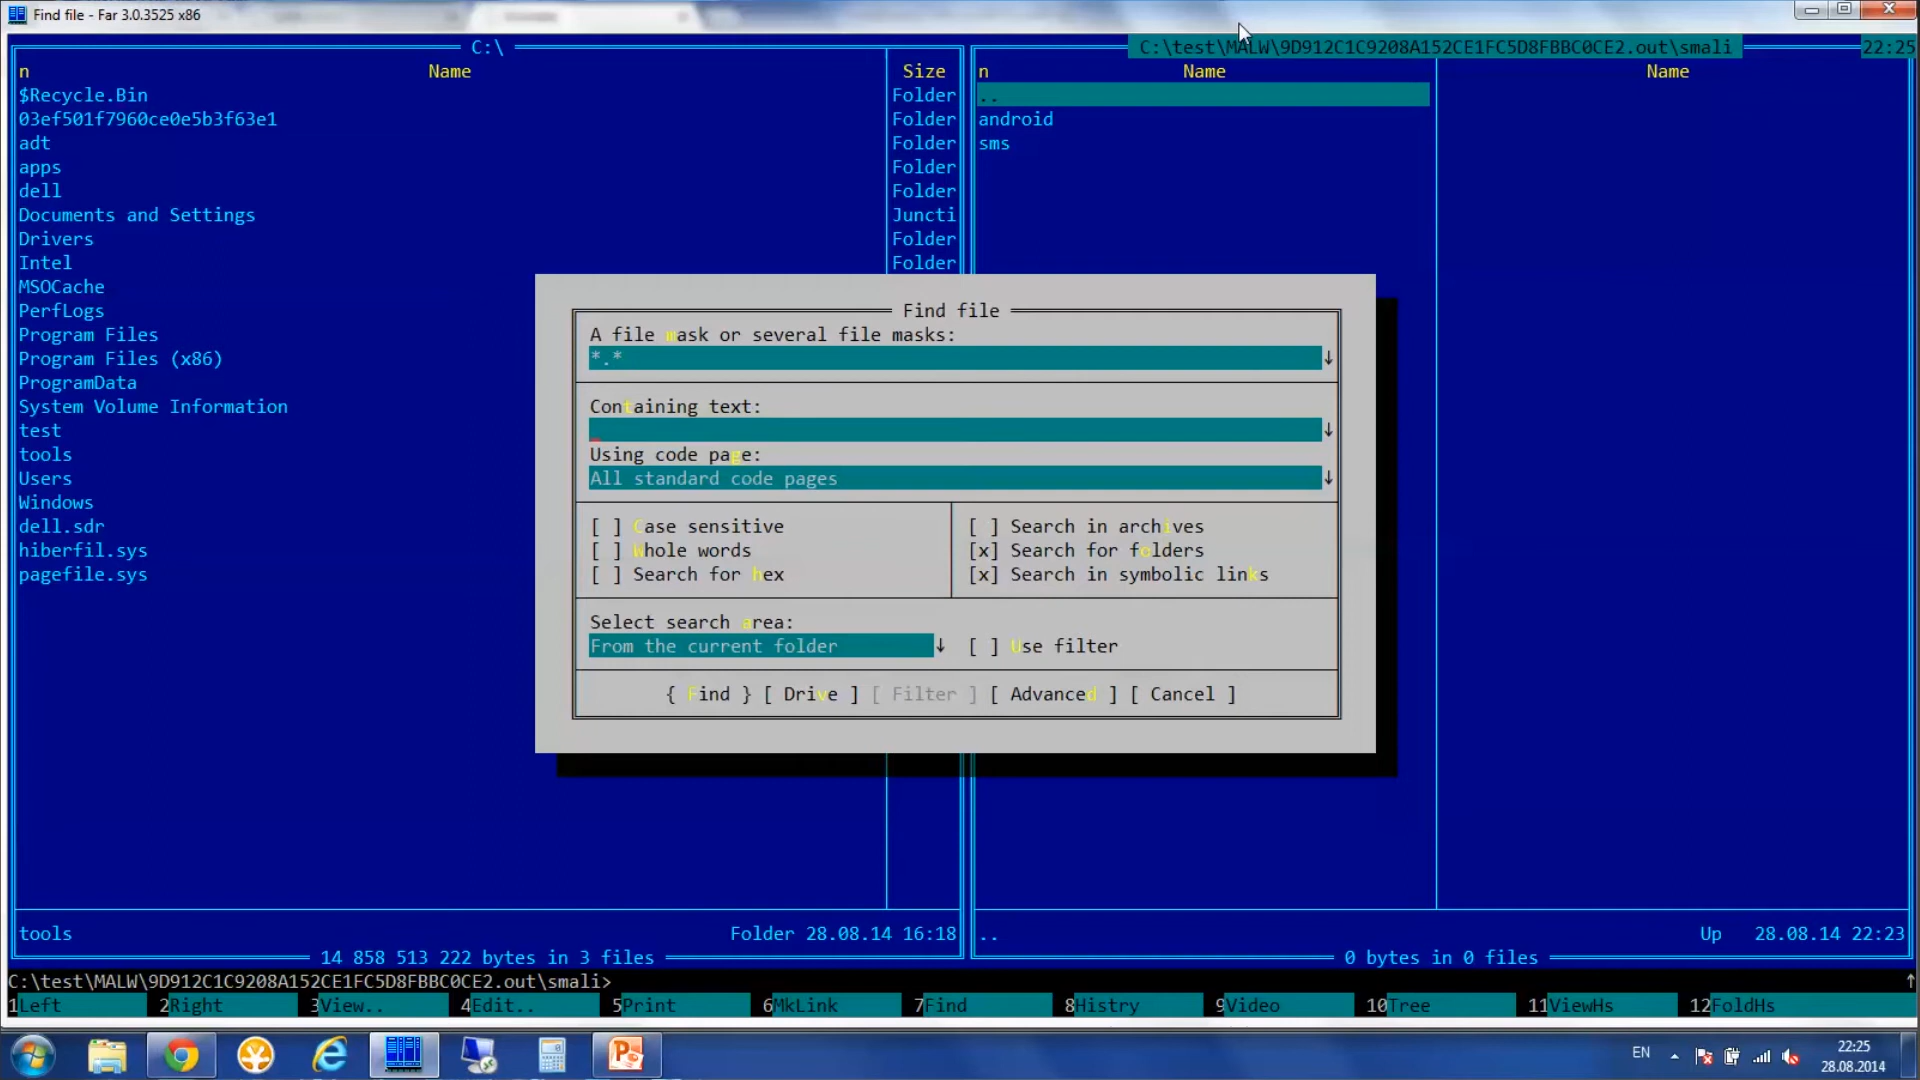 Find file - Far 3.0.3525 x86
C:\
n Name Size
$Recycle.Bin Folder
03ef501f7960ce0e5b3f63e1 Folder
adt Folder
apps Folder
dell Folder
Documents and Settings Juncti
Drivers Folder
Intel Folder
MSOCache
PerfLogs
Program Files
Program Files (x86)
ProgramData
System Volume Information
test
tools
Users
Windows
dell.sdr
hiberfil.sys
pagefile.sys
tools Folder 28.08.14 16:18
14 858 513 222 bytes in 3 files
C:\test\MALW\9D912C1C9208A152CE1FC5D8FBBC0CE2.out\smali 22:25
n Name Name
..
android
sms
.. Up 28.08.14 22:23
0 bytes in 0 files
Find file
A file mask or several file masks:
*.* ↓
Containing text:
↓
Using code page:
All standard code pages ↓
[ ] Case sensitive [ ] Search in archives
[ ] Whole words [x] Search for folders
[ ] Search for hex [x] Search in symbolic links
Select search area:
From the current folder ↓ [ ] Use filter
{ Find } [ Drive ] [ Filter ] [ Advanced ] [ Cancel ]
C:\test\MALW\9D912C1C9208A152CE1FC5D8FBBC0CE2.out\smali> ↑
1Left 2Right 3View.. 4Edit.. 5Print 6MkLink 7Find 8Histry 9Video 10Tree 11ViewHs 12FoldHs
EN 22:25
28.08.2014